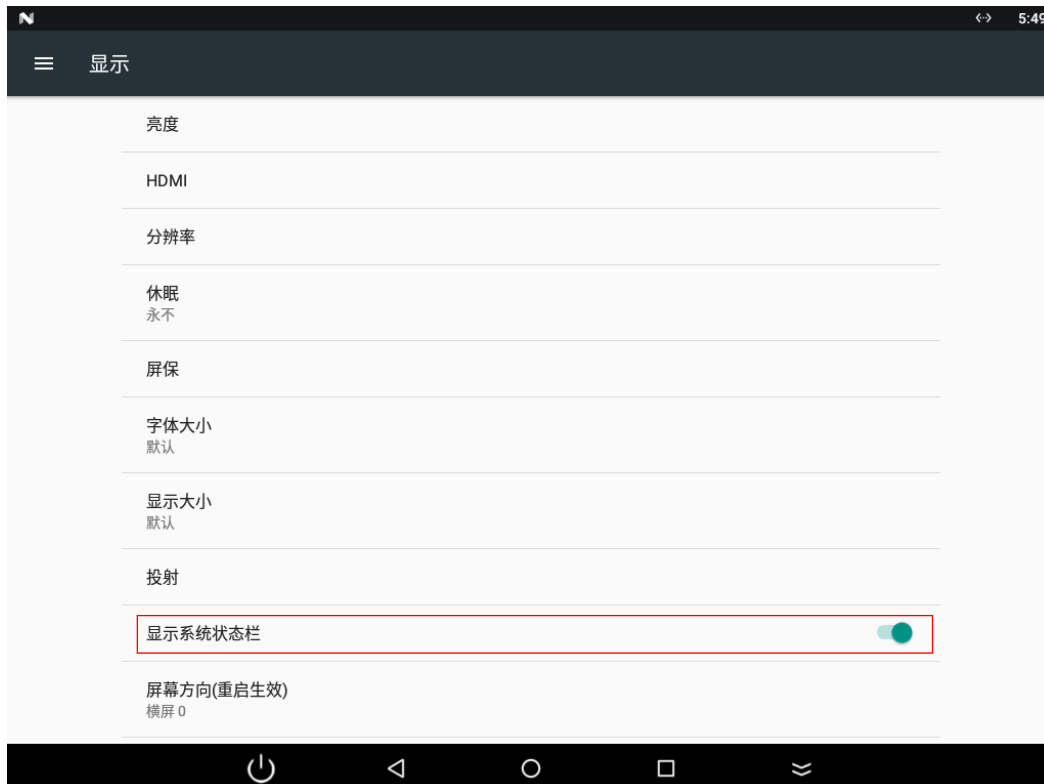 5:49
显示
亮度
HDMI
分辨率
休眠
永不
屏保
字体大小
默认
显示大小
默认
投射
显示系统状态栏
屏幕方向(重启生效)
横屏 0